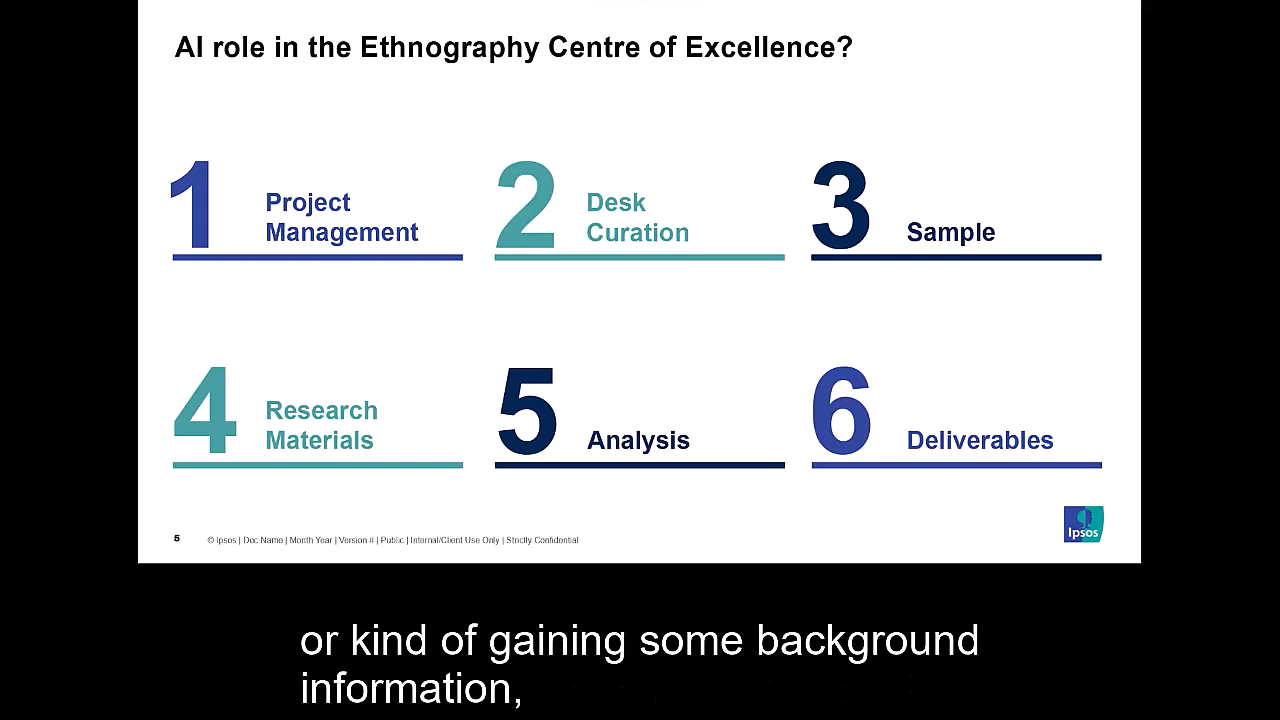 AI role in the Ethnography Centre of Excellence?
1
Project
Management
2
Desk
Curation
3
Sample
4
Research
Materials
5
Analysis
6
Deliverables
5
© Ipsos | Doc Name | Month Year | Version # | Public | Internal/Client Use Only | Strictly Confidential
Ipsos
or kind of gaining some background
information,